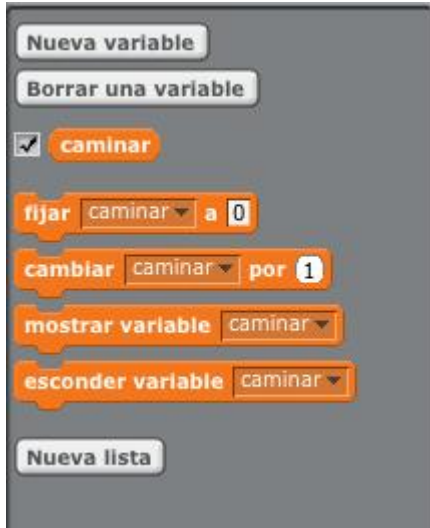 Nueva variable
Borrar una variable
caminar
fijar caminar a 0
cambiar caminar por 1
mostrar variable caminar
esconder variable caminar
Nueva lista